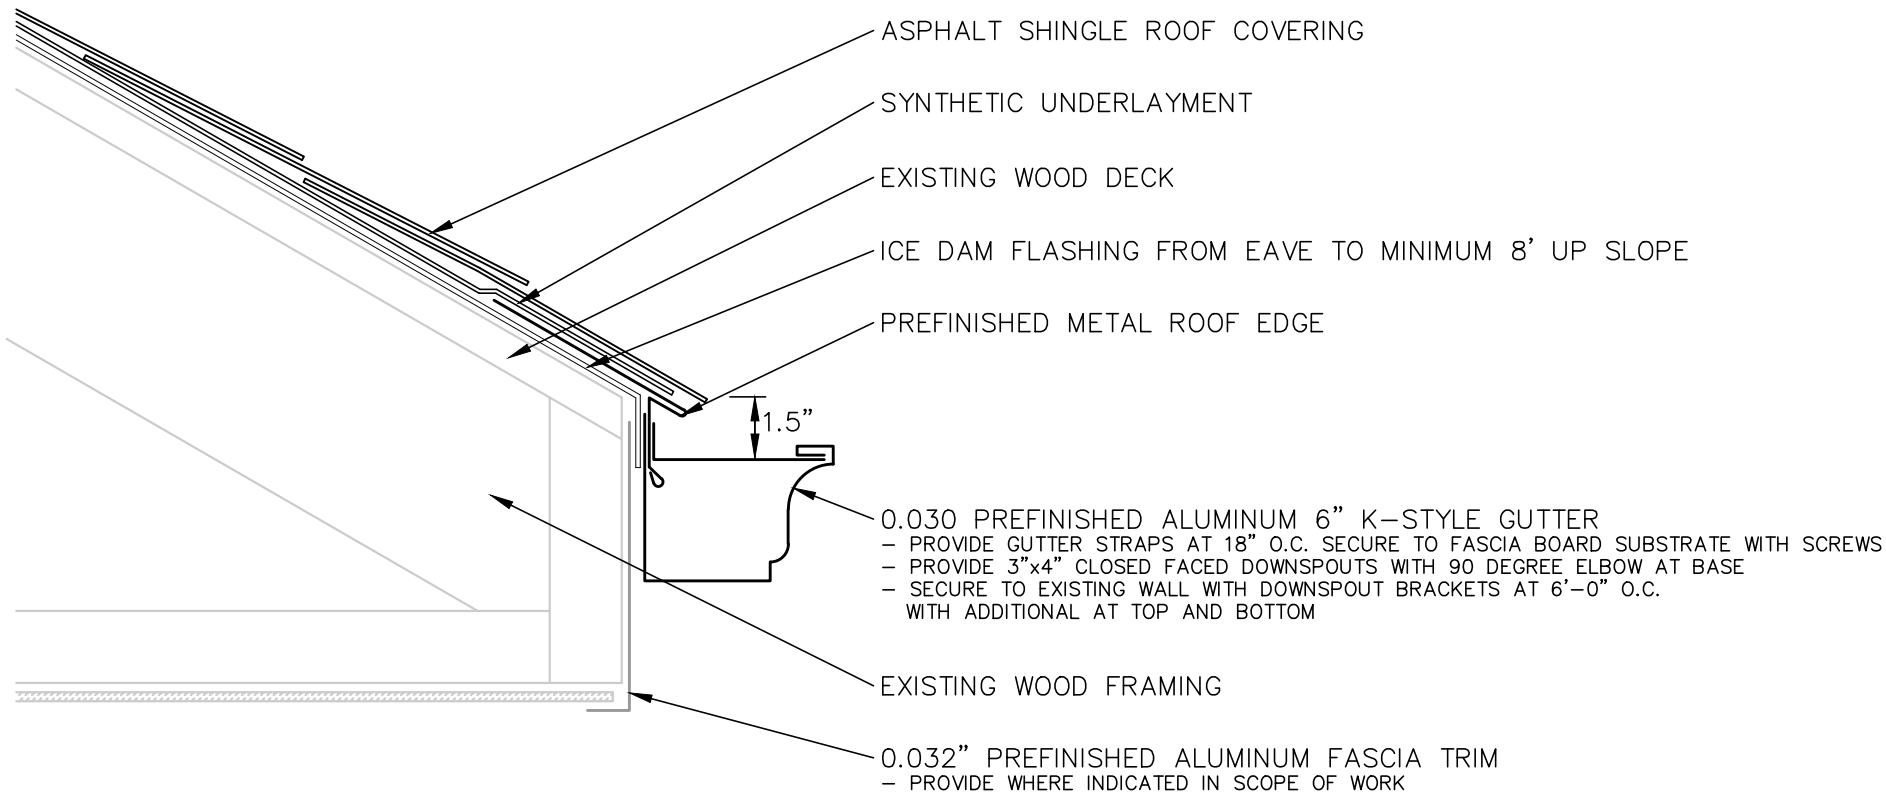 ASPHALT SHINGLE ROOF COVERING
SYNTHETIC UNDERLAYMENT
EXISTING WOOD DECK
ICE DAM FLASHING FROM EAVE TO MINIMUM 8’ UP SLOPE
PREFINISHED METAL ROOF EDGE
1.5”
0.030 PREFINISHED ALUMINUM 6” K–STYLE GUTTER
– PROVIDE GUTTER STRAPS AT 18” O.C. SECURE TO FASCIA BOARD SUBSTRATE WITH SCREWS
– PROVIDE 3”x4” CLOSED FACED DOWNSPOUTS WITH 90 DEGREE ELBOW AT BASE
– SECURE TO EXISTING WALL WITH DOWNSPOUT BRACKETS AT 6’–0” O.C.
WITH ADDITIONAL AT TOP AND BOTTOM
EXISTING WOOD FRAMING
0.032” PREFINISHED ALUMINUM FASCIA TRIM
– PROVIDE WHERE INDICATED IN SCOPE OF WORK